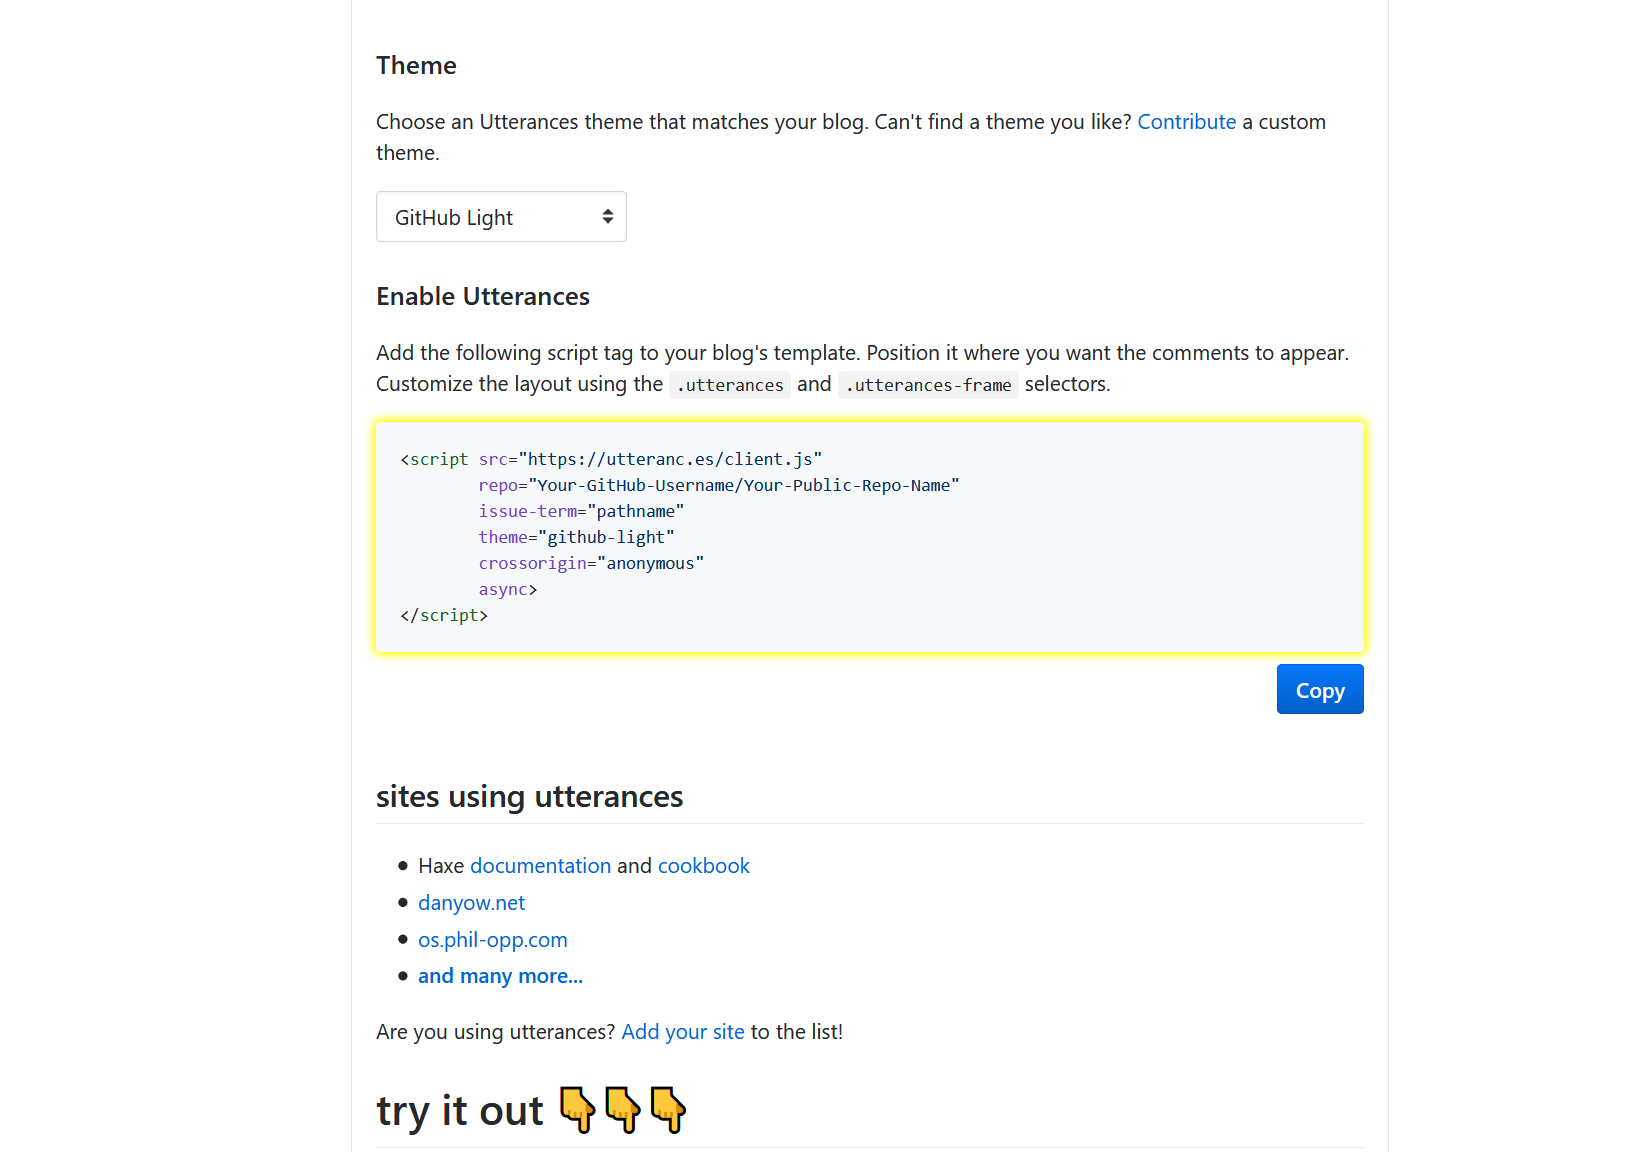 Theme
Choose an Utterances theme that matches your blog. Can't find a theme you like? Contribute a custom
theme.
GitHub Light
Enable Utterances
Add the following script tag to your blog's template. Position it where you want the comments to appear.
Customize the layout using the .utterances and .utterances-frame selectors.
<script src="https://utteranc.es/client.js"
        repo="Your-GitHub-Username/Your-Public-Repo-Name"
        issue-term="pathname"
        theme="github-light"
        crossorigin="anonymous"
        async>
</script>
Copy
sites using utterances
Haxe documentation and cookbook
danyow.net
os.phil-opp.com
and many more...
Are you using utterances? Add your site to the list!
try it out 👇👇👇